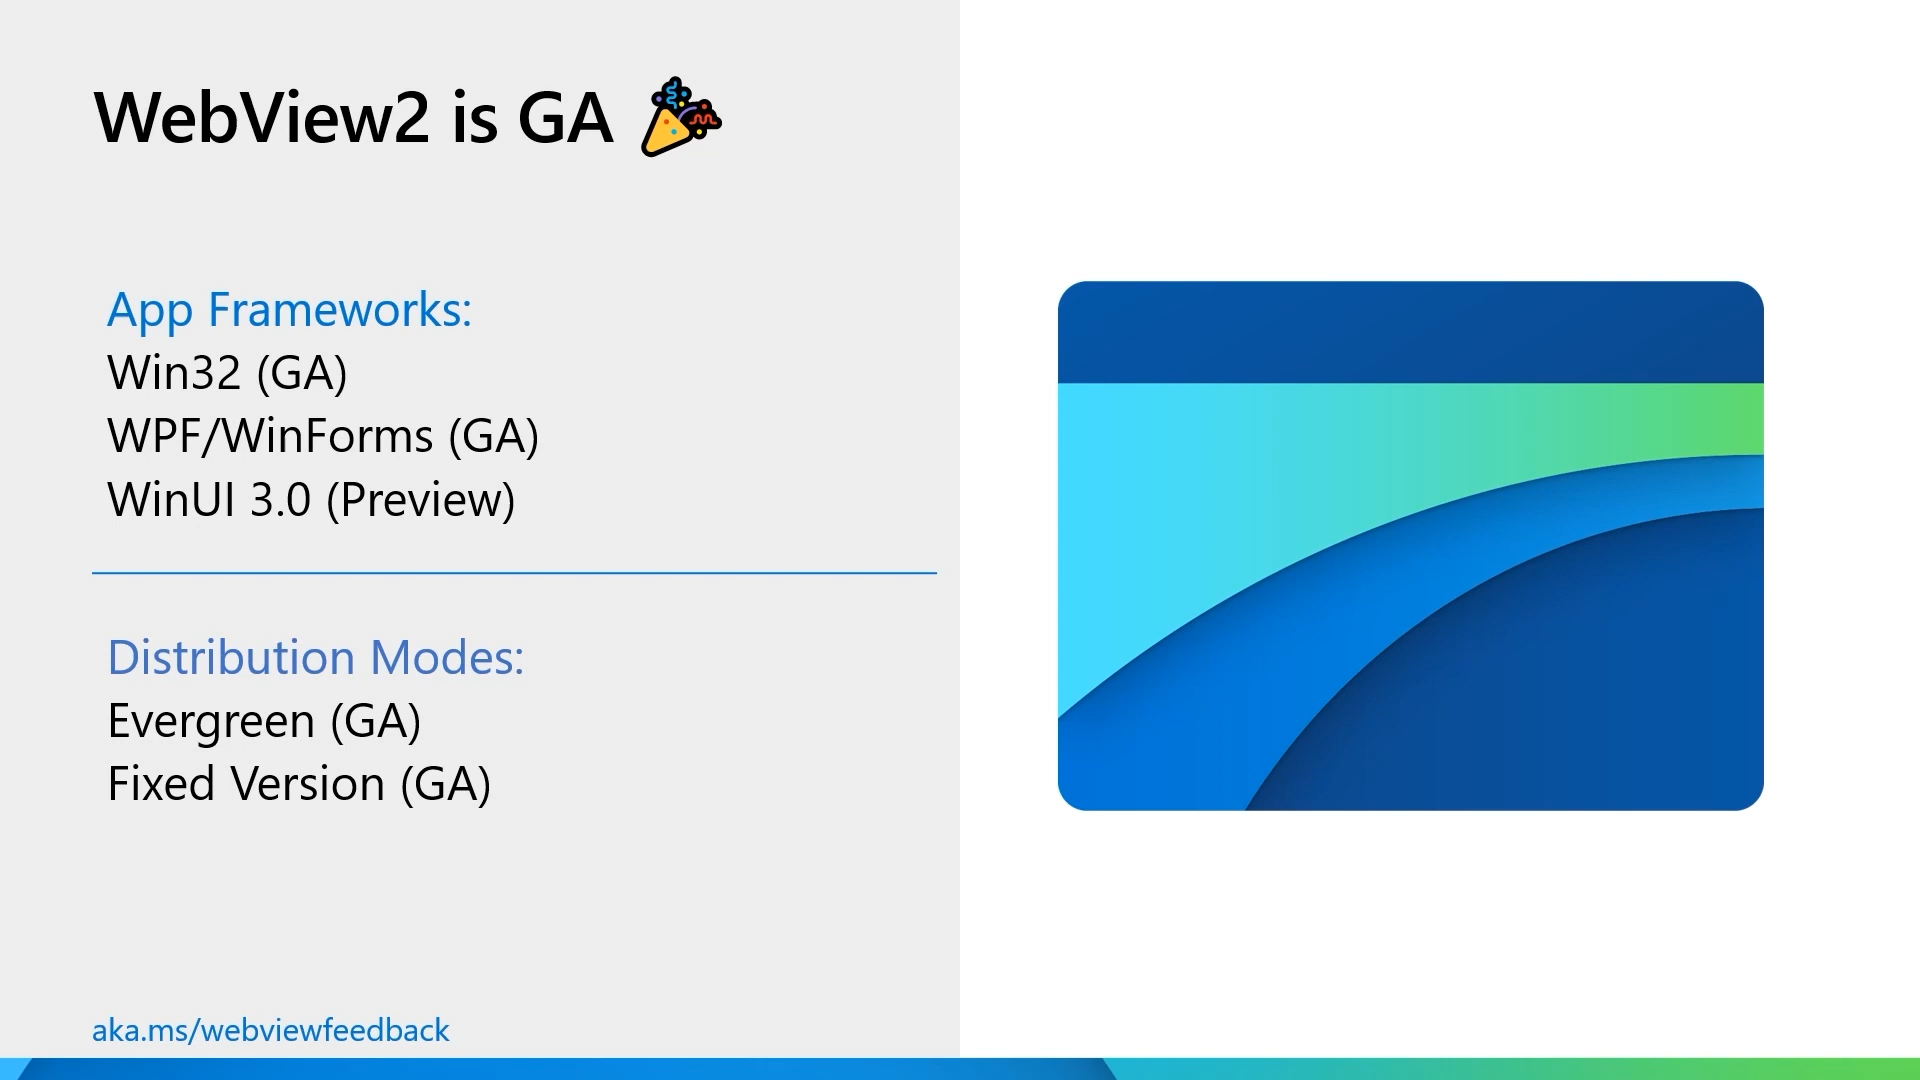 WebView2 is GA 🎉
App Frameworks:
Win32 (GA)
WPF/WinForms (GA)
WinUI 3.0 (Preview)
Distribution Modes:
Evergreen (GA)
Fixed Version (GA)
aka.ms/webviewfeedback